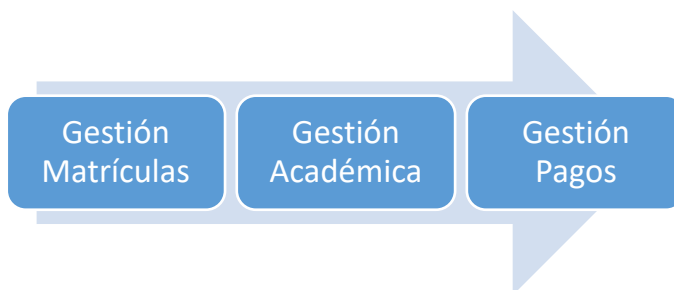 Gestión
Matrículas
Gestión
Académica
Gestión
Pagos